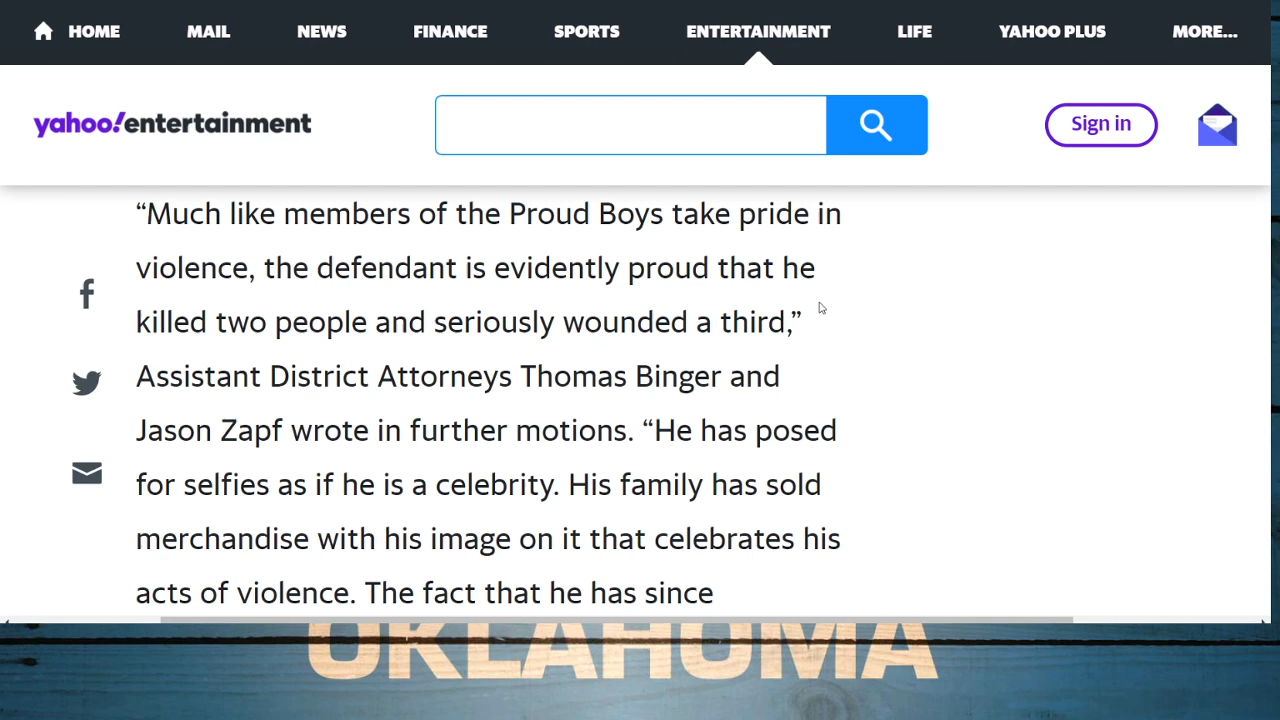 HOME MAIL NEWS FINANCE SPORTS ENTERTAINMENT LIFE YAHOO PLUS MORE...
yahoo!entertainment
Sign in
“Much like members of the Proud Boys take pride in
violence, the defendant is evidently proud that he
killed two people and seriously wounded a third,”
Assistant District Attorneys Thomas Binger and
Jason Zapf wrote in further motions. “He has posed
for selfies as if he is a celebrity. His family has sold
merchandise with his image on it that celebrates his
acts of violence. The fact that he has since
OKLAHOMA